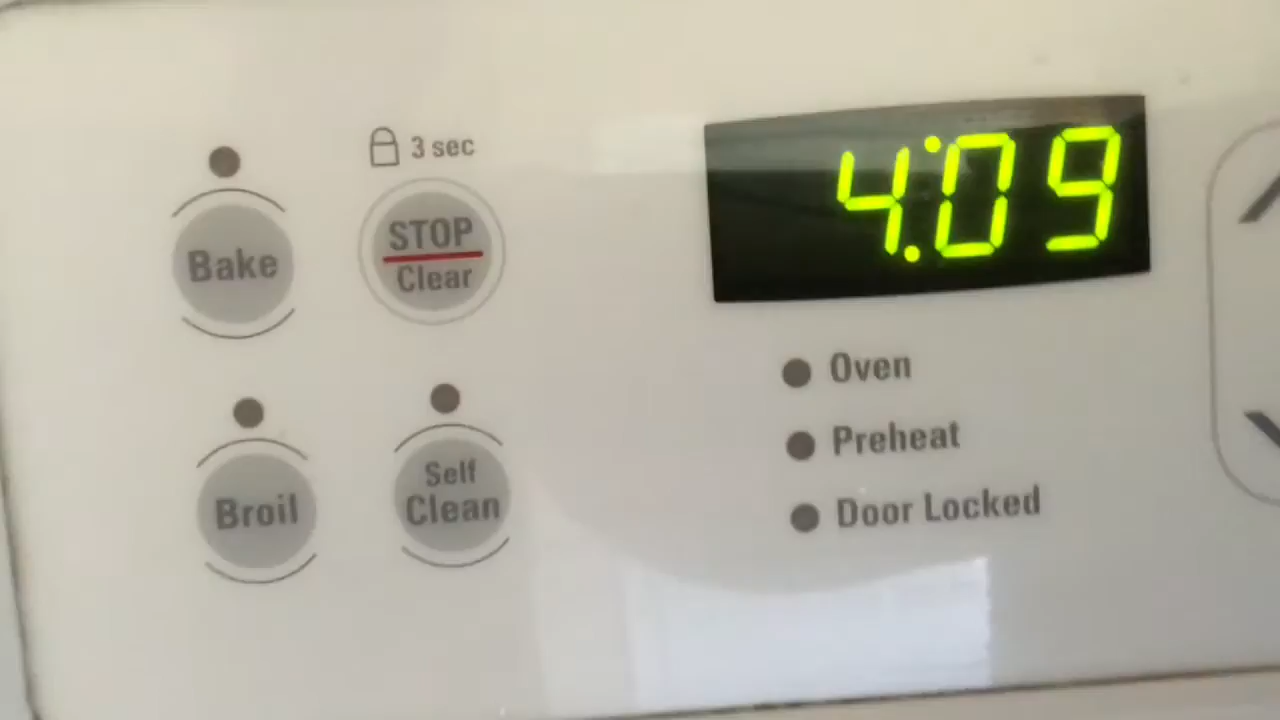 3 sec
4:09
Bake
STOP
Clear
Oven
Preheat
Door Locked
Broil
Self
Clean